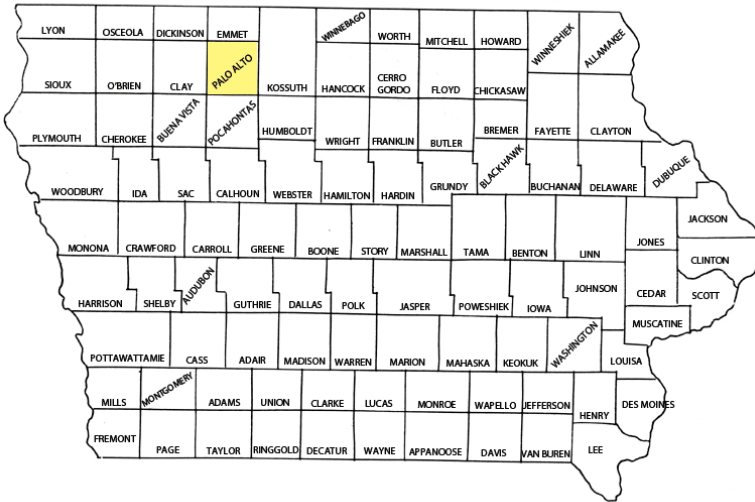 LYON OSCEOLA DICKINSON EMMET WINNEBAGO WORTH MITCHELL HOWARD WINNESHIEK ALLAMAKEE
SIOUX O'BRIEN CLAY PALO ALTO KOSSUTH HANCOCK CERRO GORDO FLOYD CHICKASAW
PLYMOUTH CHEROKEE BUENA VISTA POCAHONTAS HUMBOLDT WRIGHT FRANKLIN BUTLER BREMER FAYETTE CLAYTON
WOODBURY IDA SAC CALHOUN WEBSTER HAMILTON HARDIN GRUNDY BLACK HAWK BUCHANAN DELAWARE DUBUQUE
JACKSON
MONONA CRAWFORD CARROLL GREENE BOONE STORY MARSHALL TAMA BENTON LINN JONES
CLINTON
HARRISON SHELBY AUDUBON GUTHRIE DALLAS POLK JASPER POWESHIEK IOWA JOHNSON CEDAR SCOTT
MUSCATINE
POTTAWATTAMIE CASS ADAIR MADISON WARREN MARION MAHASKA KEOKUK WASHINGTON LOUISA
MILLS MONTGOMERY ADAMS UNION CLARKE LUCAS MONROE WAPELLO JEFFERSON HENRY DES MOINES
FREMONT PAGE TAYLOR RINGGOLD DECATUR WAYNE APPANOOSE DAVIS VAN BUREN LEE